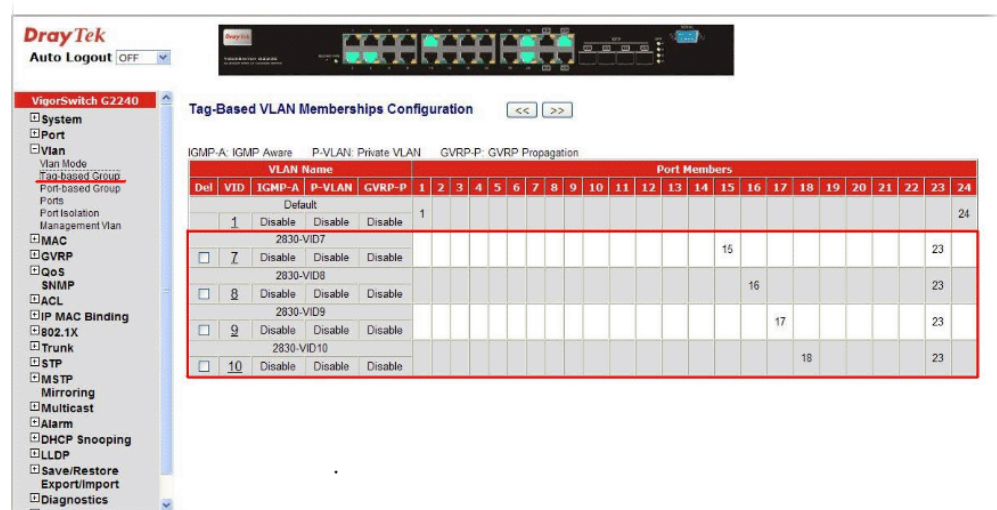 DrayTek
Auto Logout OFF
VigorSwitch G2240
System
Port
Vlan
Vlan Mode
Tag-based Group
Port-based Group
Ports
Port Isolation
Management Vlan
MAC
GVRP
QoS
SNMP
ACL
IP MAC Binding
802.1X
Trunk
STP
MSTP
Mirroring
Multicast
Alarm
DHCP Snooping
LLDP
Save/Restore
Export/Import
Diagnostics
Tag-Based VLAN Memberships Configuration << >>
IGMP-A: IGMP Aware P-VLAN: Private VLAN GVRP-P: GVRP Propagation
VLAN Name Port Members
Del VID IGMP-A P-VLAN GVRP-P 1 2 3 4 5 6 7 8 9 10 11 12 13 14 15 16 17 18 19 20 21 22 23 24
Default
1 Disable Disable Disable 1 24
2830-VID7
7 Disable Disable Disable 15 23
2830-VID8
8 Disable Disable Disable 16 23
2830-VID9
9 Disable Disable Disable 17 23
2830-VID10
10 Disable Disable Disable 18 23